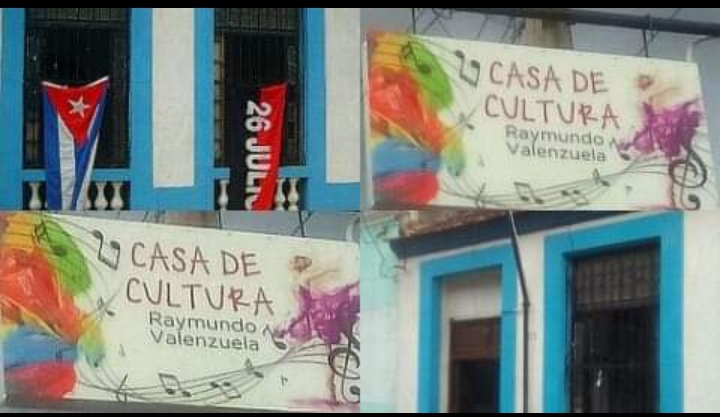 26 JULIO
CASA DE
CULTURA
Raymundo
Valenzuela
CASA DE
CULTURA
Raymundo
Valenzuela